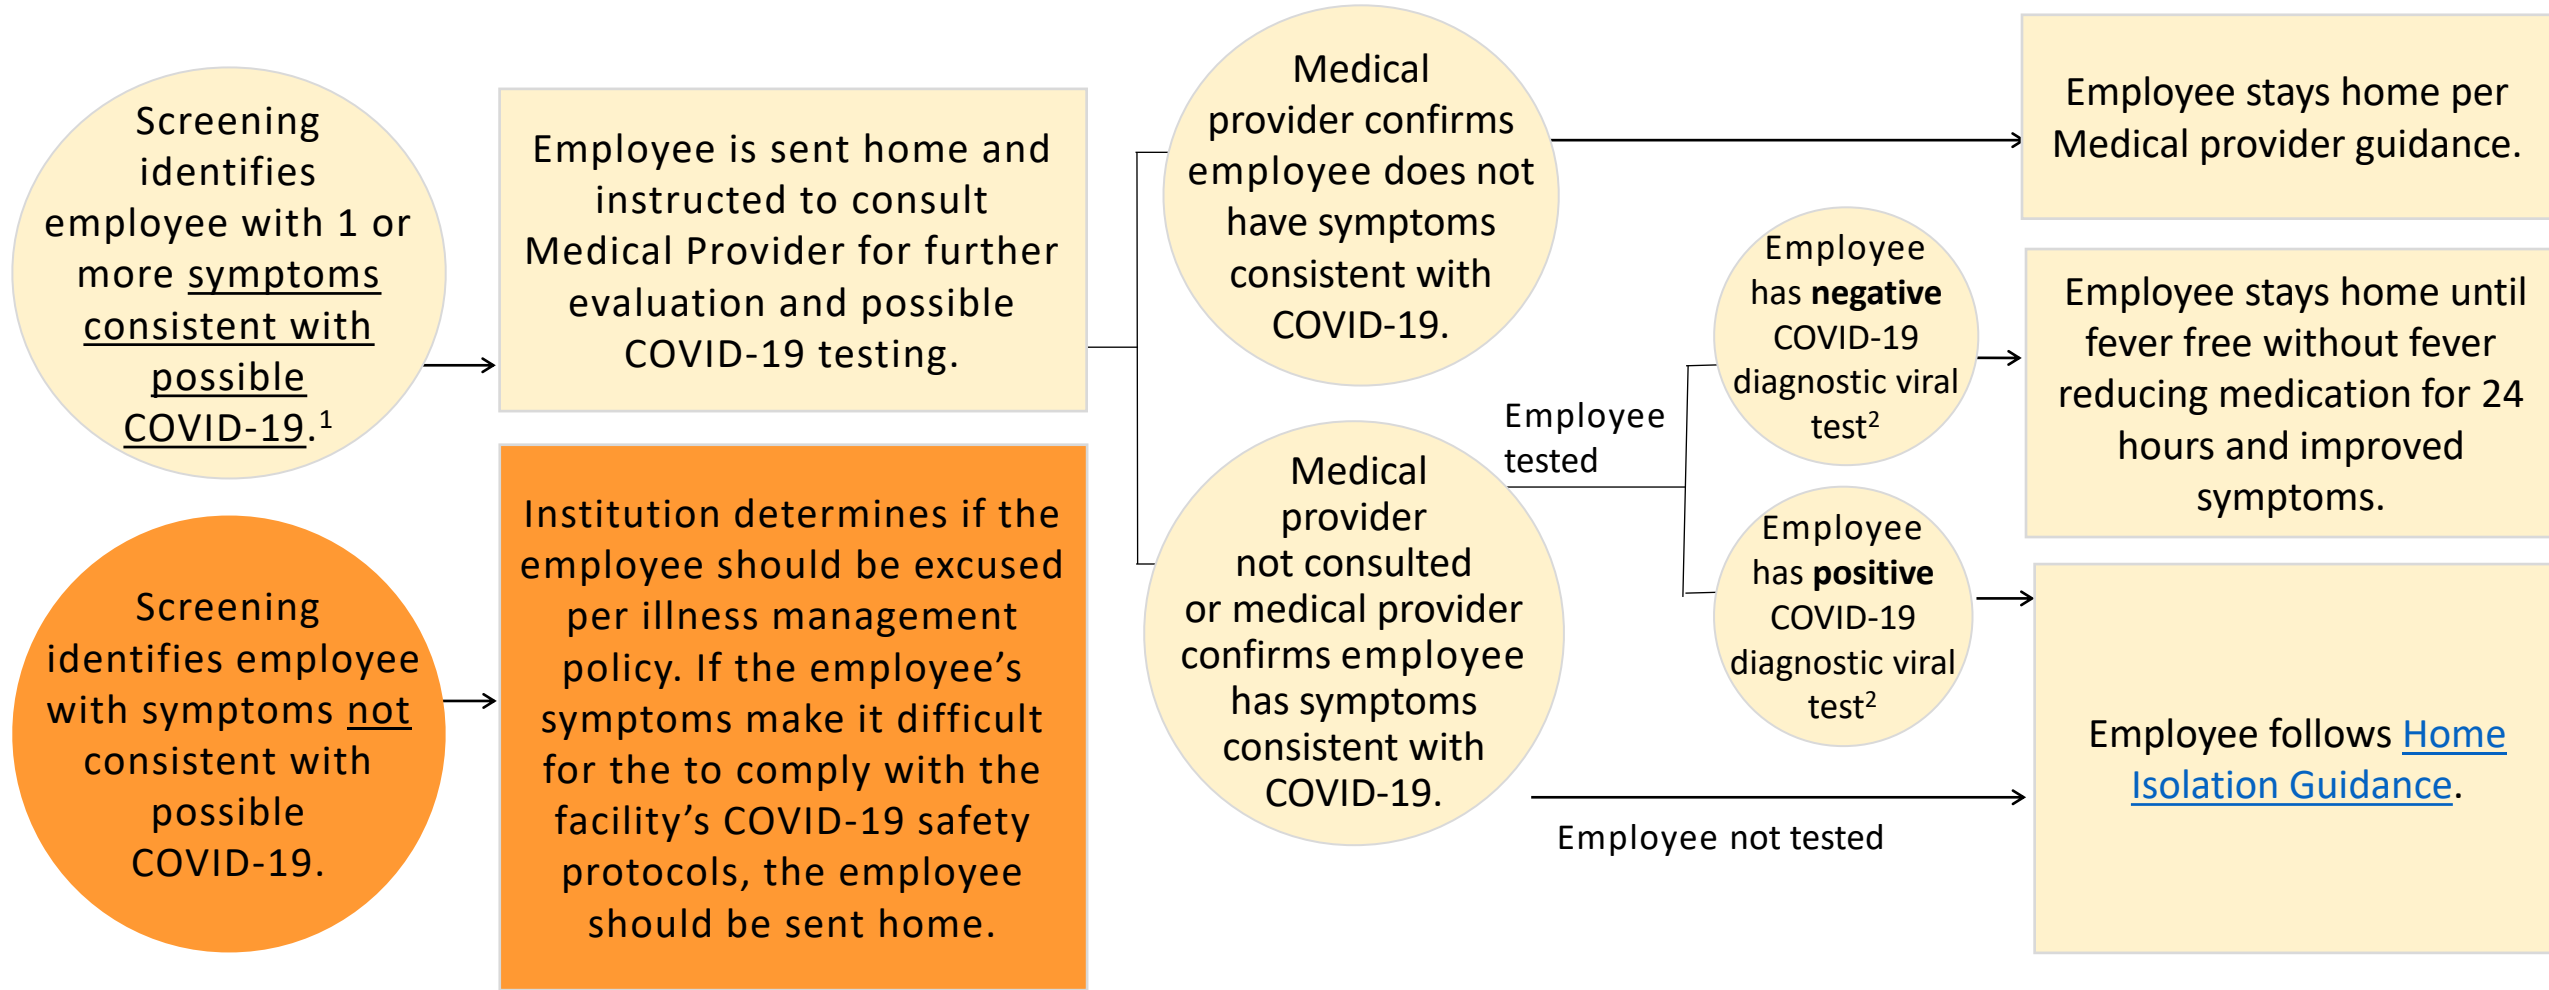 Screening
identifies
employee with 1 or
more symptoms
consistent with
possible
COVID-19.1
Employee is sent home and
instructed to consult
Medical Provider for further
evaluation and possible
COVID-19 testing.
Medical
provider confirms
employee does not
have symptoms
consistent with
COVID-19.
Employee stays home per
Medical provider guidance.
Employee
tested
Employee
has negative
COVID-19
diagnostic viral
test2
Employee stays home until
fever free without fever
reducing medication for 24
hours and improved
symptoms.
Medical
provider
not consulted
or medical provider
confirms employee
has symptoms
consistent with
COVID-19.
Employee
has positive
COVID-19
diagnostic viral
test2
Employee not tested
Employee follows Home
Isolation Guidance.
Screening
identifies employee
with symptoms not
consistent with
possible
COVID-19.
Institution determines if the
employee should be excused
per illness management
policy. If the employee’s
symptoms make it difficult
for the to comply with the
facility’s COVID-19 safety
protocols, the employee
should be sent home.